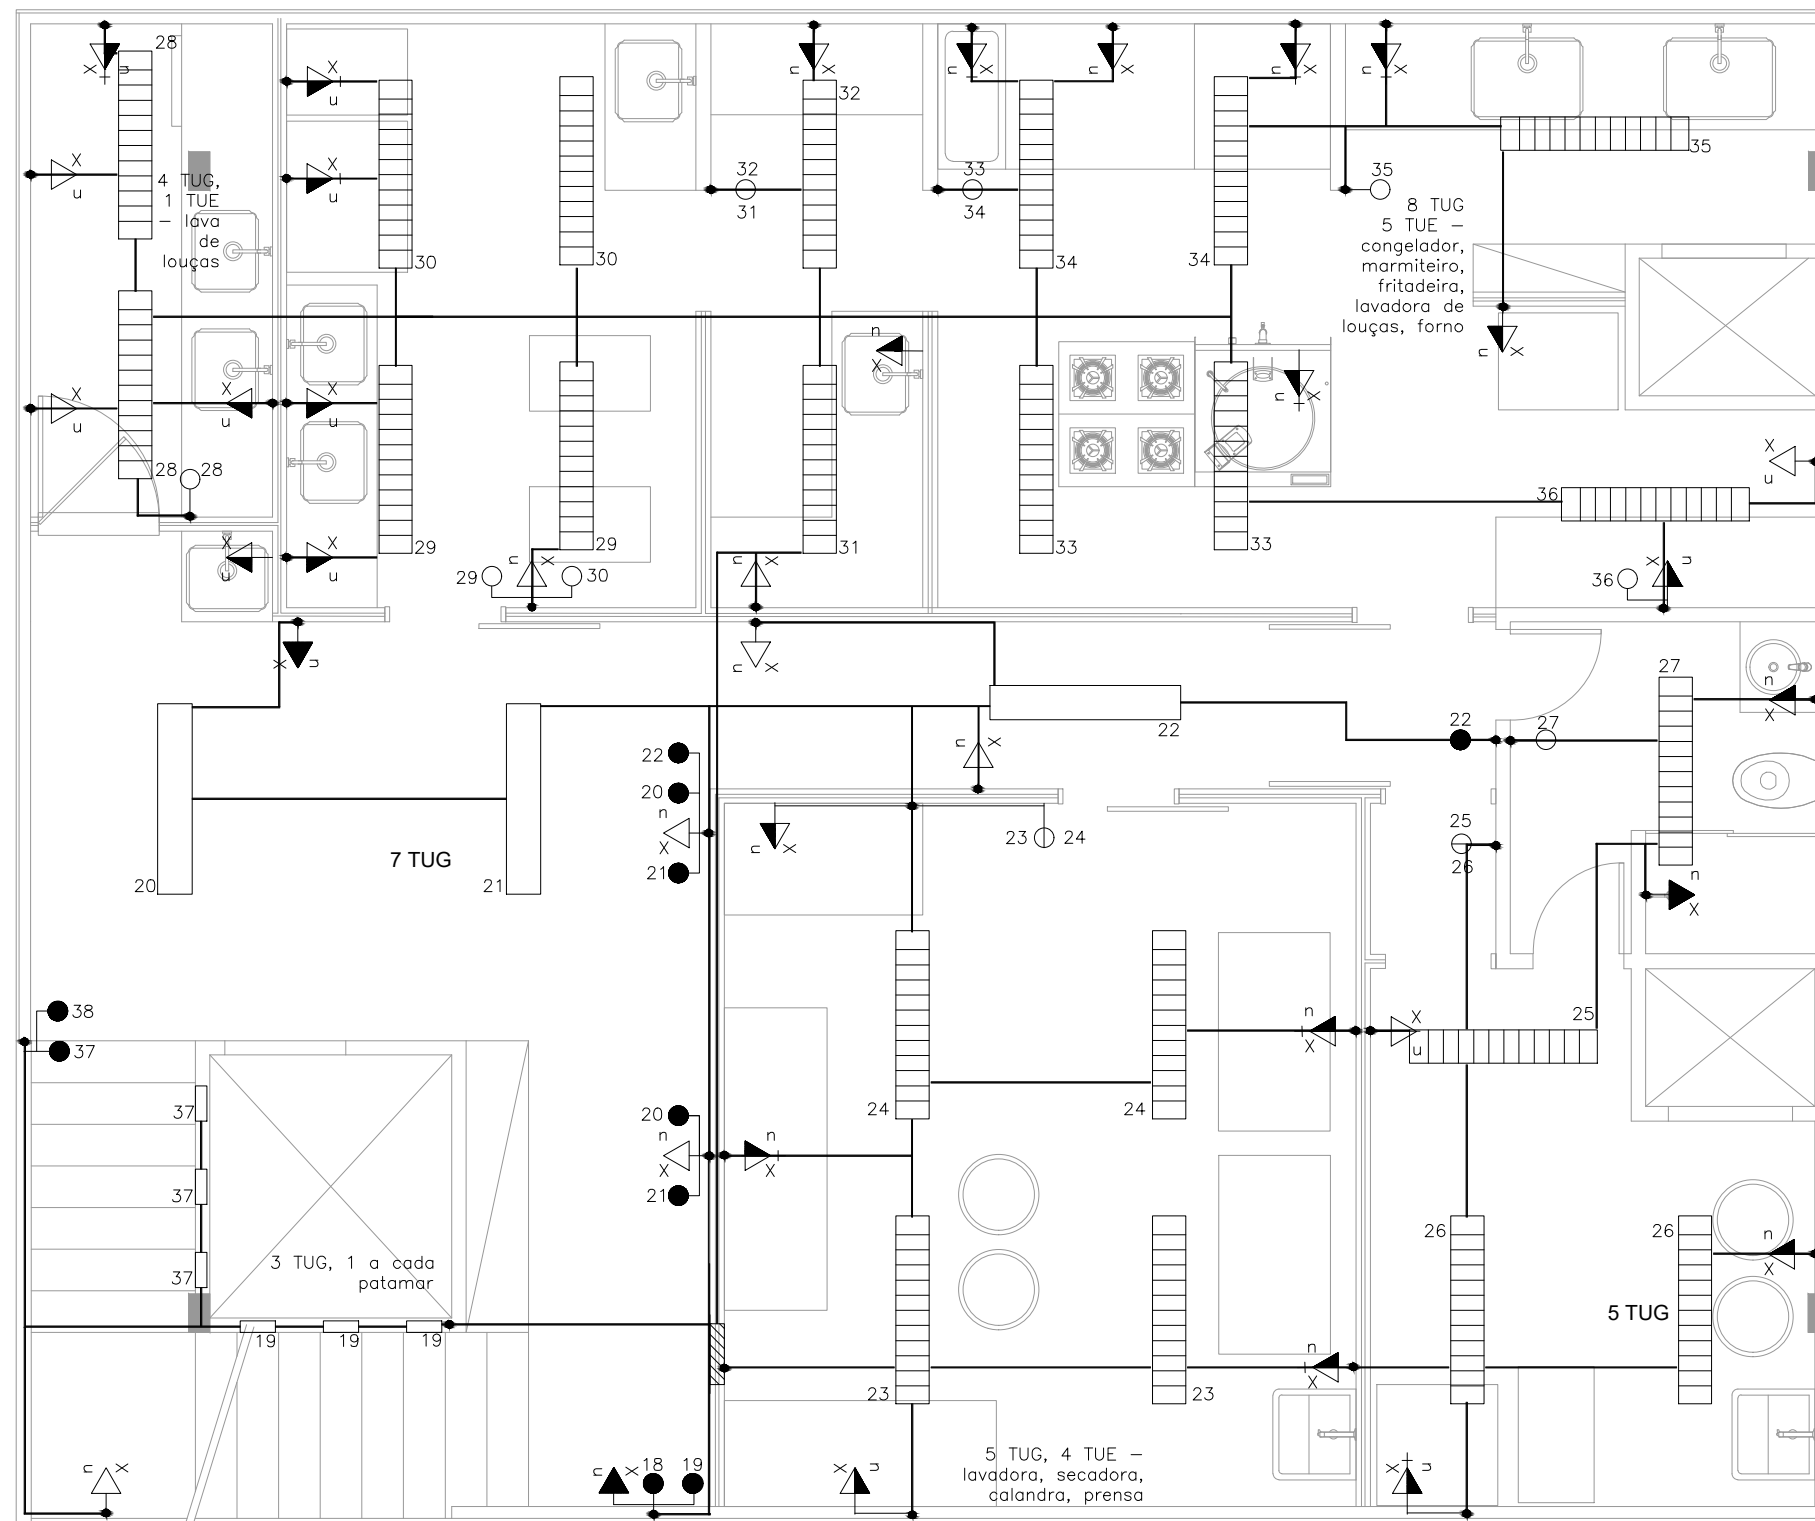 28
X
u
X
u
X
u
4 TUG,
1 TUE
– lava
de
louças
X
u
30
30
n
X
32
32
31
n
X
n
X
33
34
34
n
X
34
n
X
35
35
8 TUG
5 TUE –
congelador,
marmiteiro,
fritadeira,
lavadora de
louças, forno
n
X
X
u
28
28
X
u
X
u
X
u
X
u
29
29
30
n
X
29
n
X
31
n
X
33
n
X
33
X
u
36
36
X
u
X
u
n
X
22
n
X
22
27
27
n
X
20
7 TUG
21
22
20
n
X
21
n
X
23
24
25
26
n
X
38
37
37
37
37
3 TUG, 1 a cada
patamar
19
19
19
20
n
X
21
n
X
24
24
n
X
X
u
25
26
26
n
X
5 TUG
n
X
23
23
5 TUG, 4 TUE –
lavadora, secadora,
calandra, prensa
n
X
n
X
18
19
X
u
X
u